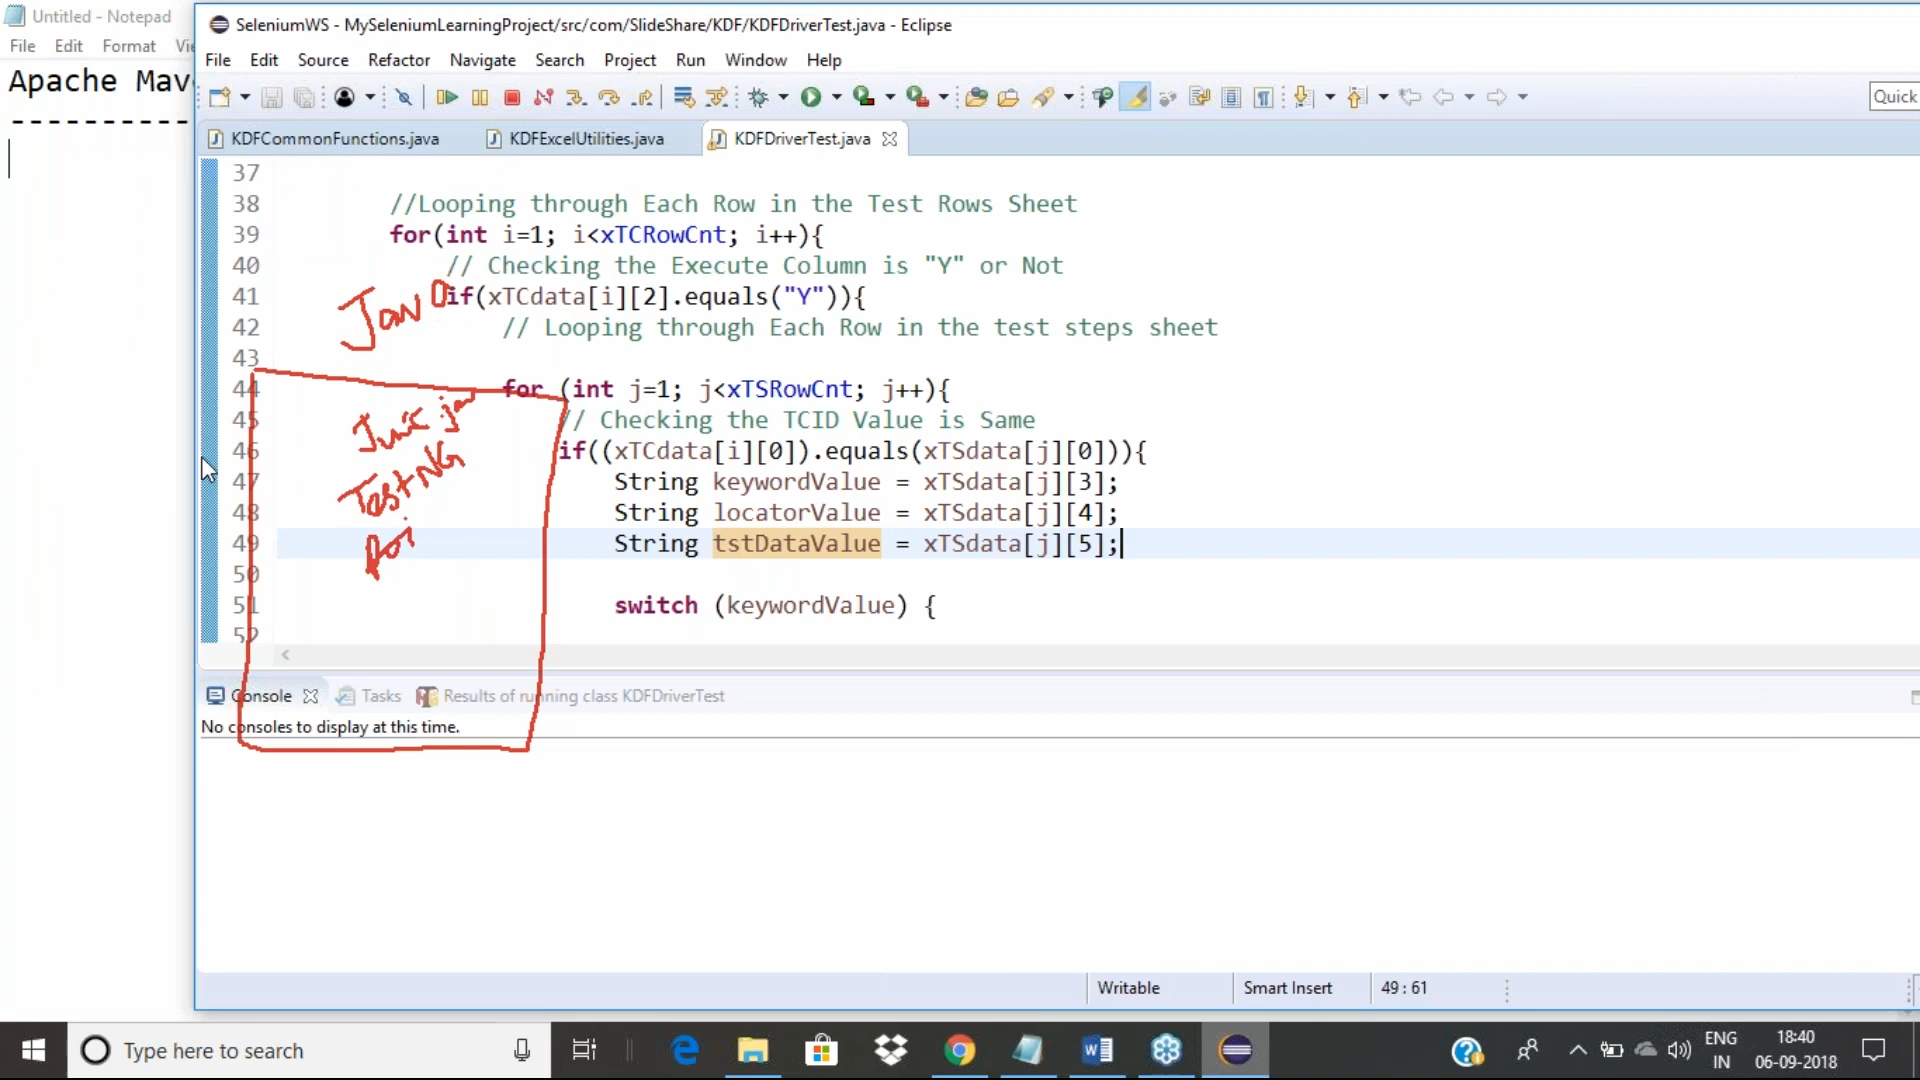 Untitled - Notepad
File Edit Format Vi
Apache Mav
----------
SeleniumWS - MySeleniumLearningProject/src/com/SlideShare/KDF/KDFDriverTest.java - Eclipse
File Edit Source Refactor Navigate Search Project Run Window Help
Quick
KDFCommonFunctions.java KDFExcelUtilities.java KDFDriverTest.java
37
38 //Looping through Each Row in the Test Rows Sheet
39 for(int i=1; i<xTCRowCnt; i++){
40 // Checking the Execute Column is "Y" or Not
41 if(xTCdata[i][2].equals("Y")){
Java
42 // Looping through Each Row in the test steps sheet
43
44 for (int j=1; j<xTSRowCnt; j++){
45 // Checking the TCID Value is Same
46 if((xTCdata[i][0]).equals(xTSdata[j][0])){
TestNG
47 String keywordValue = xTSdata[j][3];
48 String locatorValue = xTSdata[j][4];
49 String tstDataValue = xTSdata[j][5];
Poi
50
51 switch (keywordValue) {
52
Console Tasks Results of running class KDFDriverTest
No consoles to display at this time.
Writable Smart Insert 49 : 61
Type here to search
ENG
IN
18:40
06-09-2018